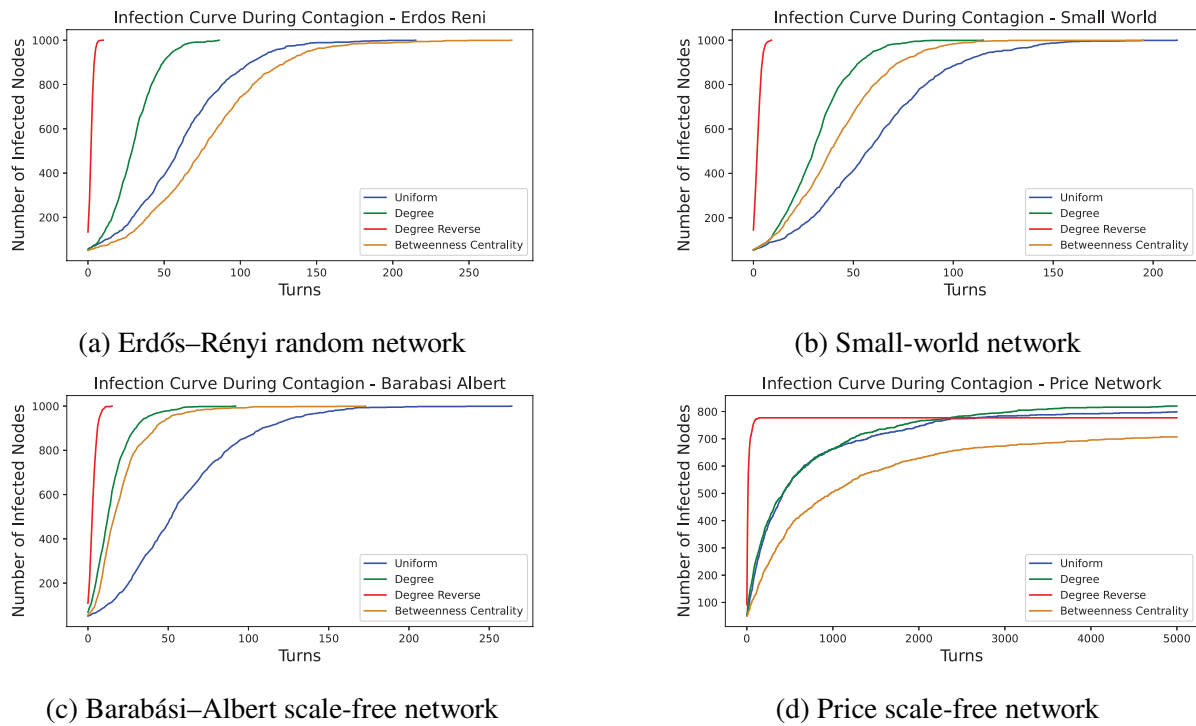 Infection Curve During Contagion - Erdos Reni
Number of Infected Nodes
1000
800
600
400
200
0
50
100
150
200
250
Turns
Uniform
Degree
Degree Reverse
Betweenness Centrality
(a) Erdős–Rényi random network
Infection Curve During Contagion - Small World
Number of Infected Nodes
1000
800
600
400
200
0
50
100
150
200
Turns
Uniform
Degree
Degree Reverse
Betweenness Centrality
(b) Small-world network
Infection Curve During Contagion - Barabasi Albert
Number of Infected Nodes
1000
800
600
400
200
0
50
100
150
200
250
Turns
Uniform
Degree
Degree Reverse
Betweenness Centrality
(c) Barabási–Albert scale-free network
Infection Curve During Contagion - Price Network
Number of Infected Nodes
800
700
600
500
400
300
200
100
0
1000
2000
3000
4000
5000
Turns
Uniform
Degree
Degree Reverse
Betweenness Centrality
(d) Price scale-free network